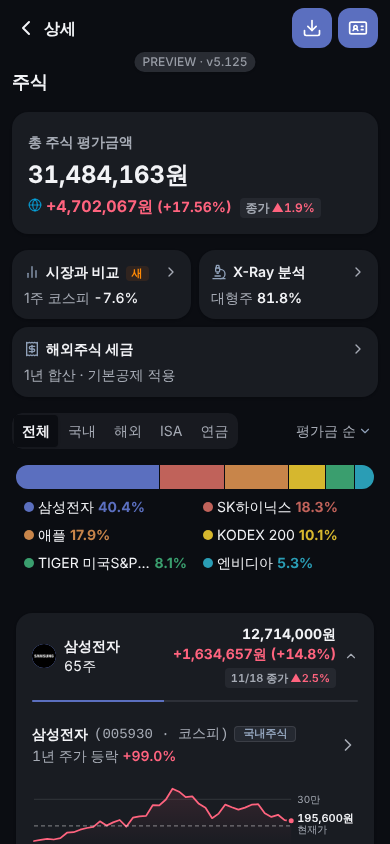 상세
PREVIEW · v5.125
주식
총 주식 평가금액
31,484,163원
+4,702,067원 (+17.56%) 종가 ▲1.9%
시장과 비교 새
1주 코스피 -7.6%
X-Ray 분석
대형주 81.8%
해외주식 세금
1년 합산 · 기본공제 적용
전체 국내 해외 ISA 연금 평가금 순
삼성전자 40.4% SK하이닉스 18.3%
애플 17.9% KODEX 200 10.1%
TIGER 미국S&P... 8.1% 엔비디아 5.3%
SAMSUNG
삼성전자
65주
12,714,000원
+1,634,657원 (+14.8%)
11/18 종가 ▲2.5%
삼성전자 (005930 · 코스피) 국내주식
1년 주가 등락 +99.0%
30만
195,600원
현재가